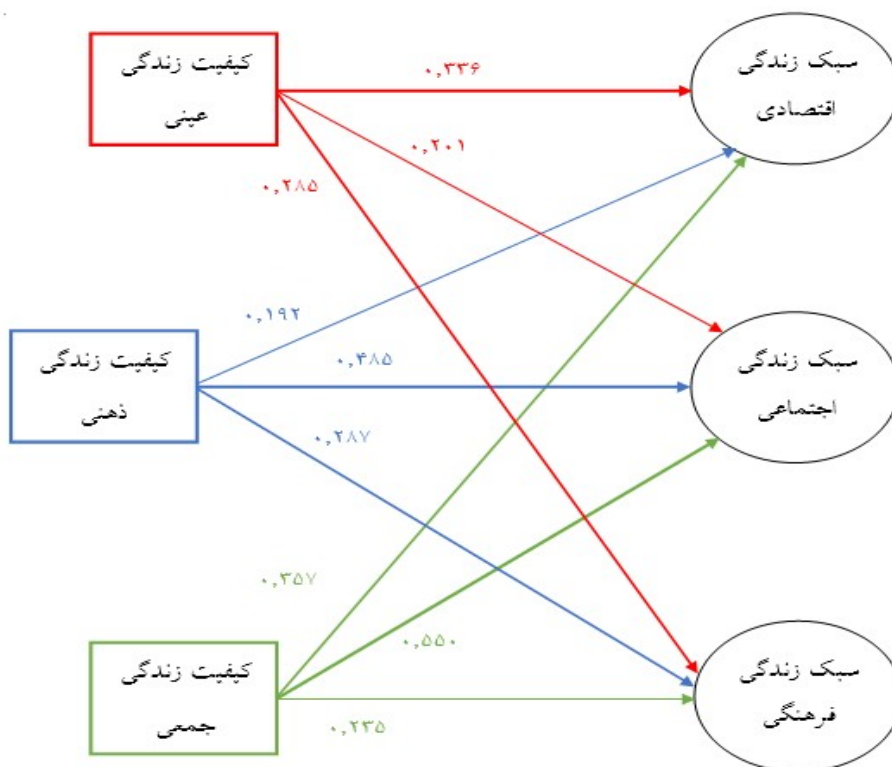 کیفیت زندگی
عینی
۰,۳۳۶
سبک زندگی
اقتصادی
۰,۲۰۱
۰,۲۸۵
۰,۱۹۲
کیفیت زندگی
ذهنی
۰,۴۸۵
سبک زندگی
اجتماعی
۰,۲۸۷
۰,۳۵۷
۰,۵۵۰
کیفیت زندگی
جمعی
۰,۲۳۵
سبک زندگی
فرهنگی